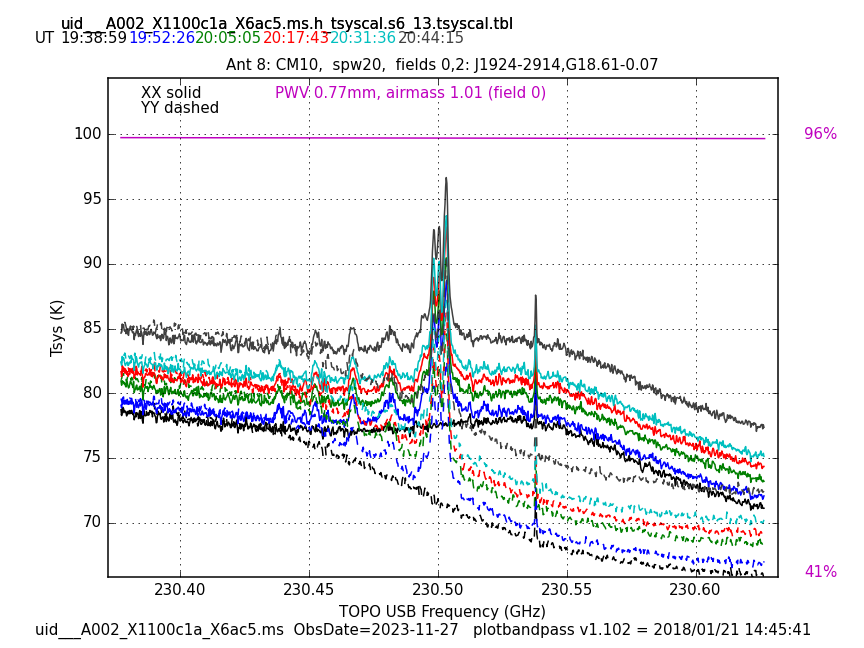 uid___A002_X1100c1a_X6ac5.ms.h_tsyscal.s6_13.tsyscal.tbl
UT 19:38:59 19:52:26 20:05:05 20:17:43 20:31:36 20:44:15
Ant 8: CM10,  spw20,  fields 0,2: J1924-2914,G18.61-0.07
XX solid
YY dashed
PWV 0.77mm, airmass 1.01 (field 0)
96%
41%
100
95
90
85
80
75
70
Tsys (K)
230.40 230.45 230.50 230.55 230.60
TOPO USB Frequency (GHz)
uid___A002_X1100c1a_X6ac5.ms  ObsDate=2023-11-27   plotbandpass v1.102 = 2018/01/21 14:45:41